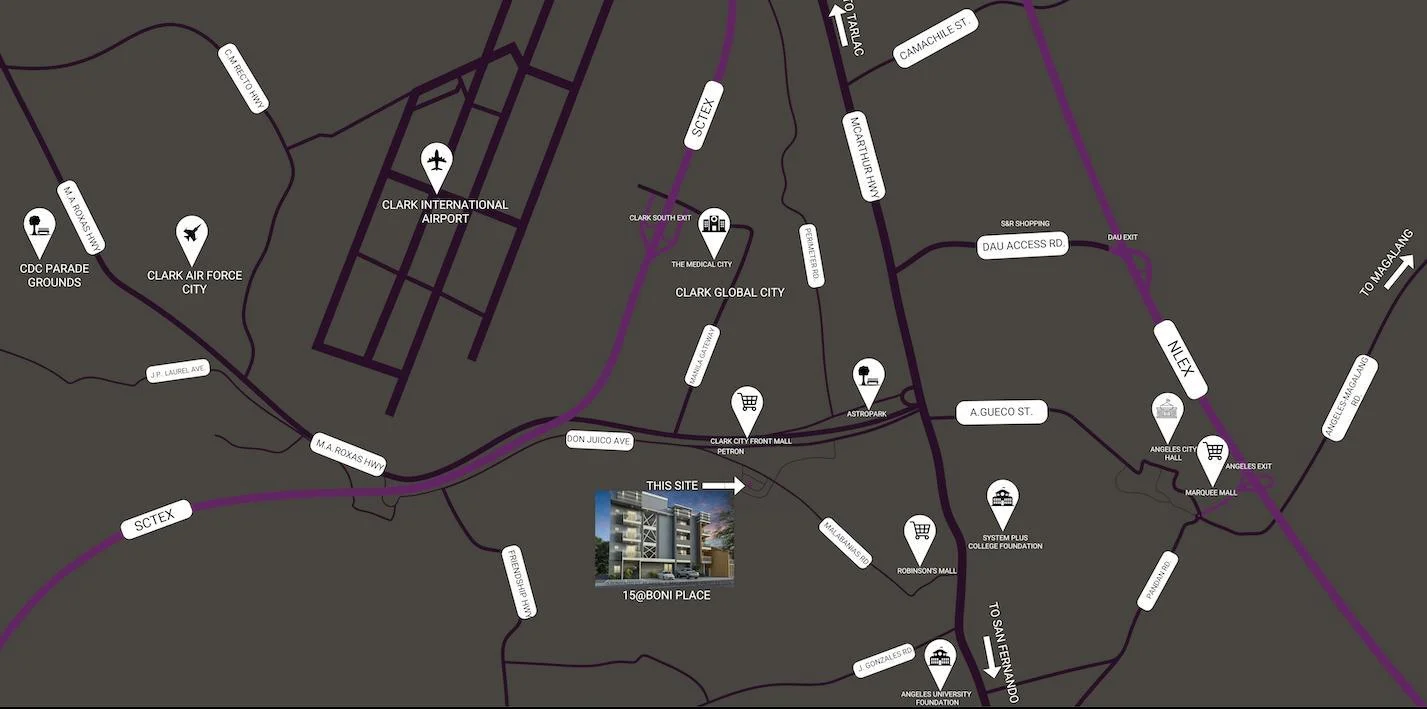 TO TARLAC
CAMACHILE ST.
C.M RECTO HWY
SCTEX
MCARTHUR HWY
CLARK INTERNATIONAL
AIRPORT
M.A. ROXAS HWY
CLARK SOUTH EXIT
S&R SHOPPING
DAU ACCESS RD.
DAU EXIT
PERIMETER RD.
TO MAGALANG
CDC PARADE
GROUNDS
CLARK AIR FORCE
CITY
THE MEDICAL CITY
CLARK GLOBAL CITY
MANILA GATEWAY
NLEX
J.P. LAUREL AVE.
ANGELES-MAGALANG
RD.
ASTROPARK
A.GUECO ST.
M.A.ROXAS HWY
DON JUICO AVE.
CLARK CITY FRONT MALL
PETRON
ANGELES CITY
HALL
ANGELES EXIT
MARQUEE MALL
THIS SITE
SCTEX
MALABANIAS RD
SYSTEM PLUS
COLLEGE FOUNDATION
ROBINSON'S MALL
FRIENDSHIP HWY
PANDAN RD.
15@BONI PLACE
TO SAN FERNANDO
J. GONZALES RD
ANGELES UNIVERSITY
FOUNDATION